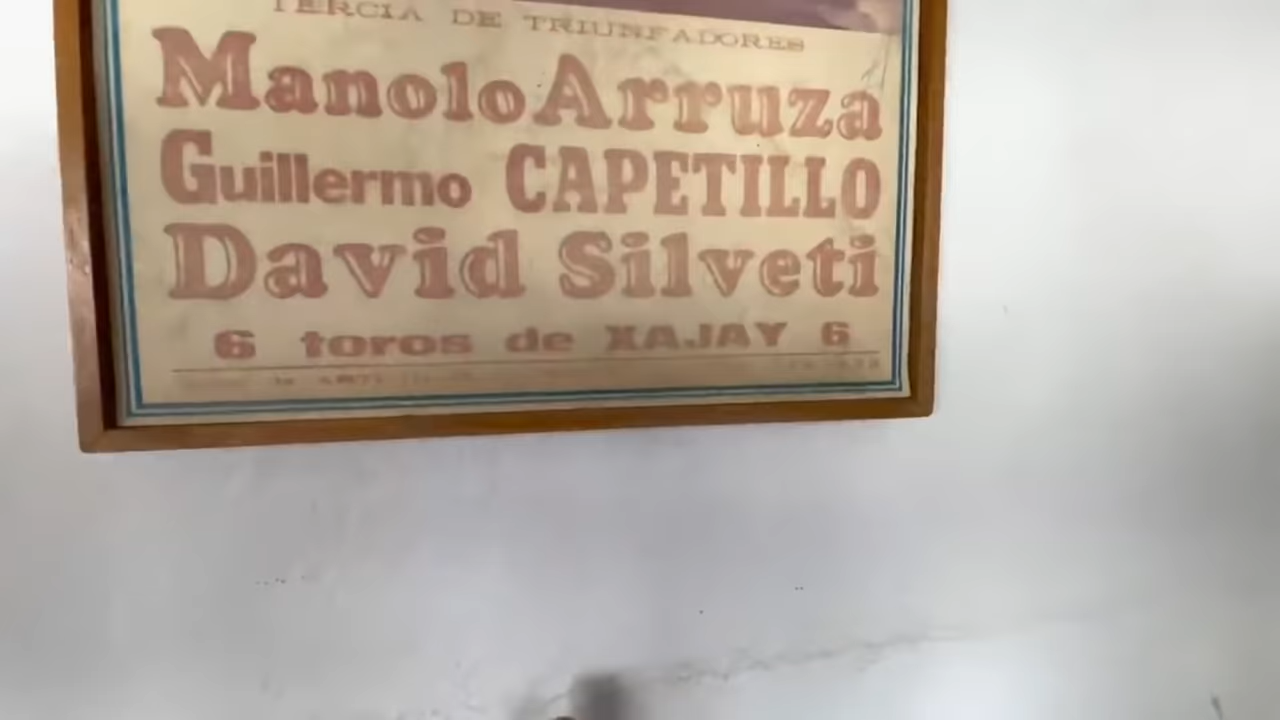 TERCIA DE TRIUNFADORES
Manolo Arruza
Guillermo CAPETILLO
David Silveti
6 toros de XAJAY 6